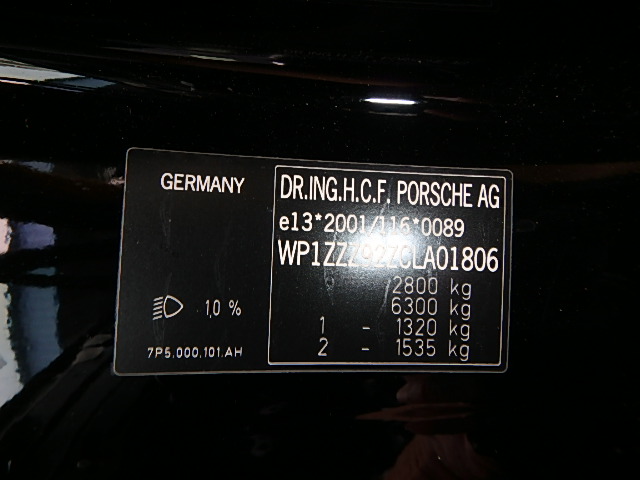 GERMANY
DR.ING.H.C.F. PORSCHE AG
e13*2001/116*0089
WP1ZZZ92ZCLA01806
2800 kg
6300 kg
1 - 1320 kg
1,0 %
2 - 1535 kg
7P5.000.101.AH